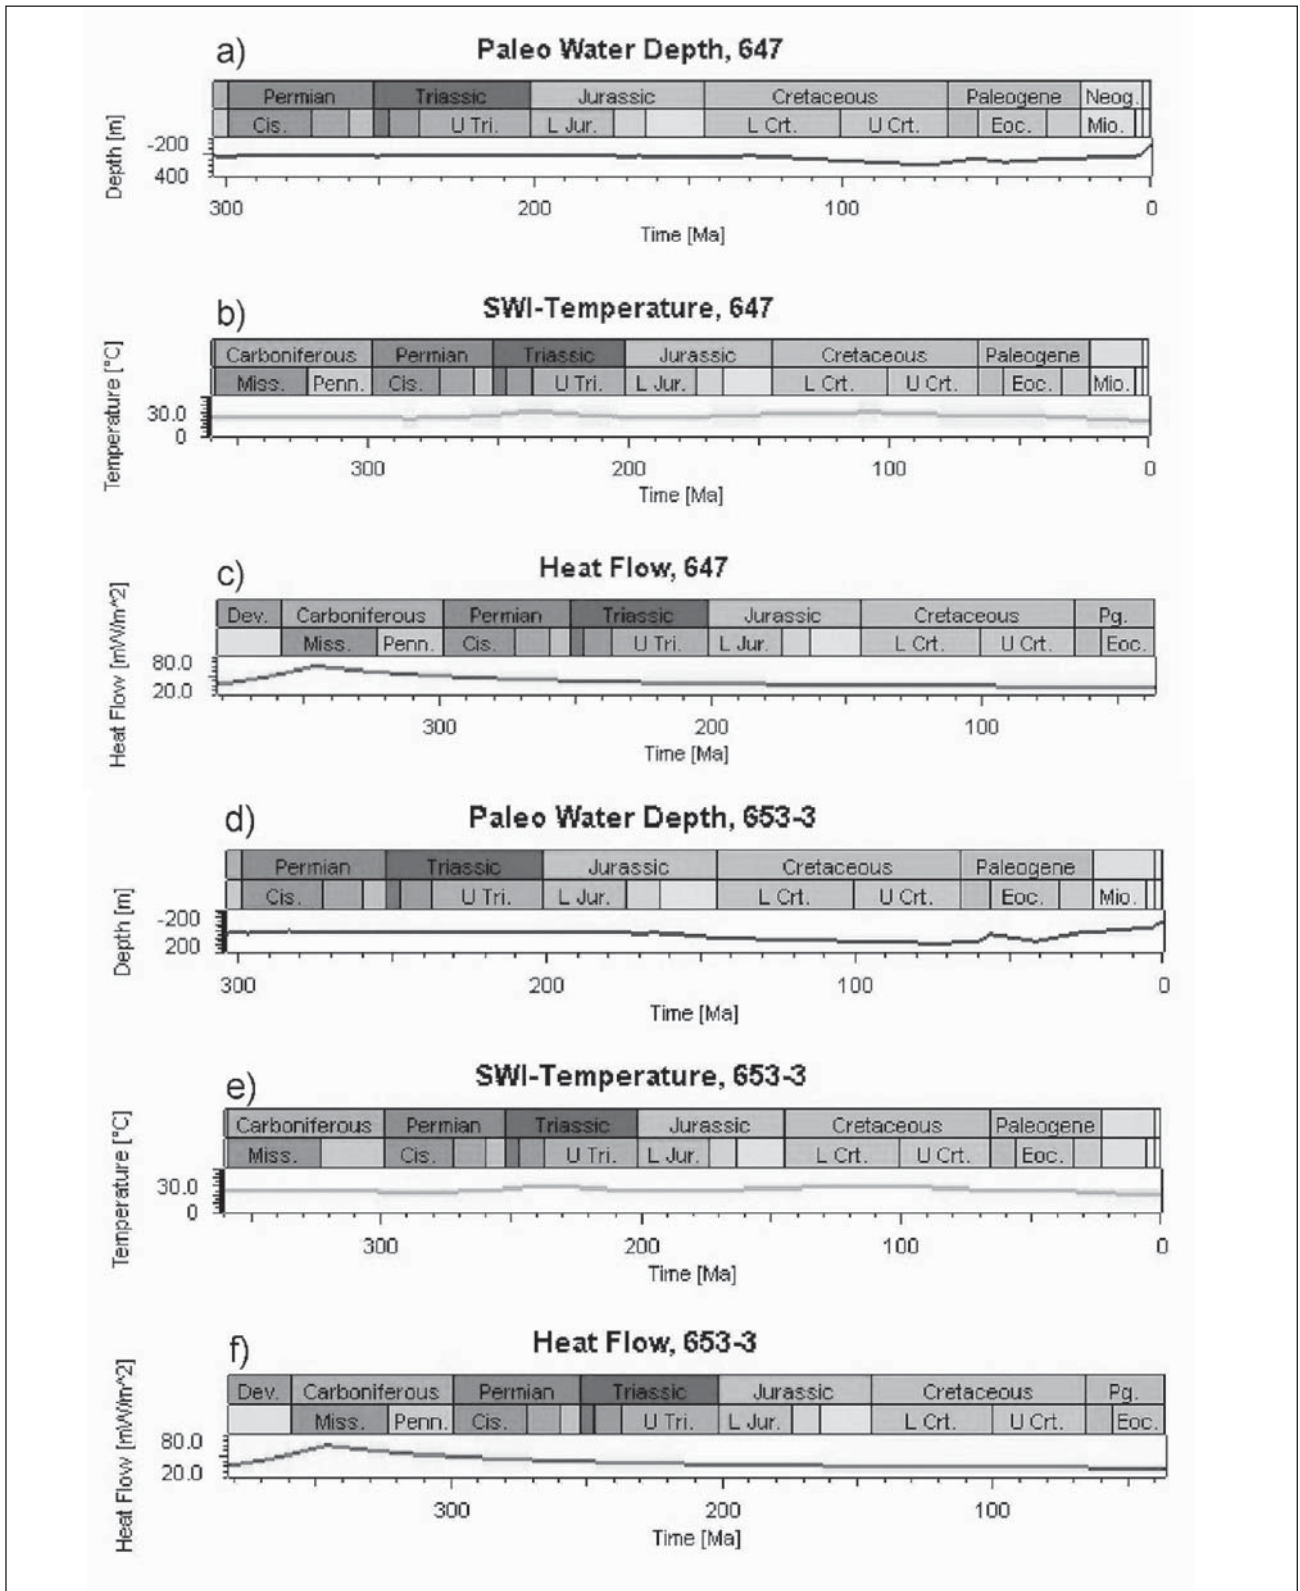 a)
Paleo Water Depth, 647
Permian Triassic Jurassic Cretaceous Paleogene Neog.
Cis. U Tri. L Jur. L Crt. U Crt. Eoc. Mio.
Depth [m]
-200
400
300 200 100 0
Time [Ma]
b)
SWI-Temperature, 647
Carboniferous Permian Triassic Jurassic Cretaceous Paleogene
Miss. Penn. Cis. U Tri. L Jur. L Crt. U Crt. Eoc. Mio.
Temperature [°C]
30.0
0
300 200 100 0
Time [Ma]
c)
Heat Flow, 647
Dev. Carboniferous Permian Triassic Jurassic Cretaceous Pg.
Miss. Penn. Cis. U Tri. L Jur. L Crt. U Crt. Eoc.
Heat Flow [mW/m^2]
80.0
20.0
300 200 100
Time [Ma]
d)
Paleo Water Depth, 653-3
Permian Triassic Jurassic Cretaceous Paleogene
Cis. U Tri. L Jur. L Crt. U Crt. Eoc. Mio.
Depth [m]
-200
200
300 200 100 0
Time [Ma]
e)
SWI-Temperature, 653-3
Carboniferous Permian Triassic Jurassic Cretaceous Paleogene
Miss. Cis. U Tri. L Jur. L Crt. U Crt. Eoc.
Temperature [°C]
30.0
0
300 200 100 0
Time [Ma]
f)
Heat Flow, 653-3
Dev. Carboniferous Permian Triassic Jurassic Cretaceous Pg.
Miss. Penn. Cis. U Tri. L Jur. L Crt. U Crt. Eoc.
Heat Flow [mW/m^2]
80.0
20.0
300 200 100
Time [Ma]